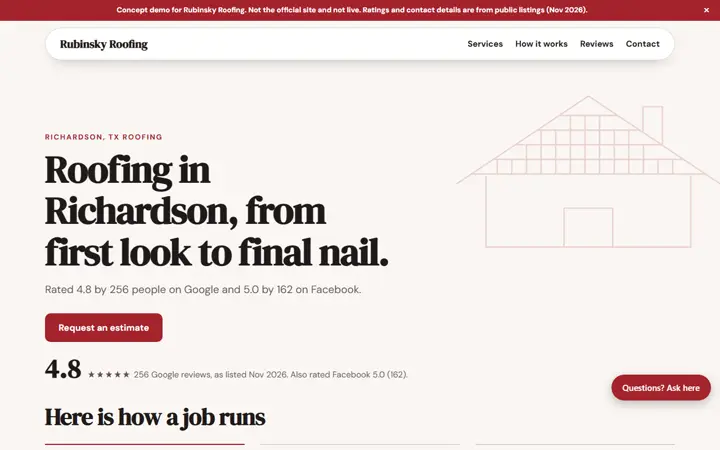 Concept demo for Rubinsky Roofing. Not the official site and not live. Ratings and contact details are from public listings (Nov 2026). ×
Rubinsky Roofing Services How it works Reviews Contact
RICHARDSON, TX ROOFING
Roofing in
Richardson, from
first look to final nail.
Rated 4.8 by 256 people on Google and 5.0 by 162 on Facebook.
Request an estimate
4.8 ★★★★★ 256 Google reviews, as listed Nov 2026. Also rated Facebook 5.0 (162).
Questions? Ask here
Here is how a job runs